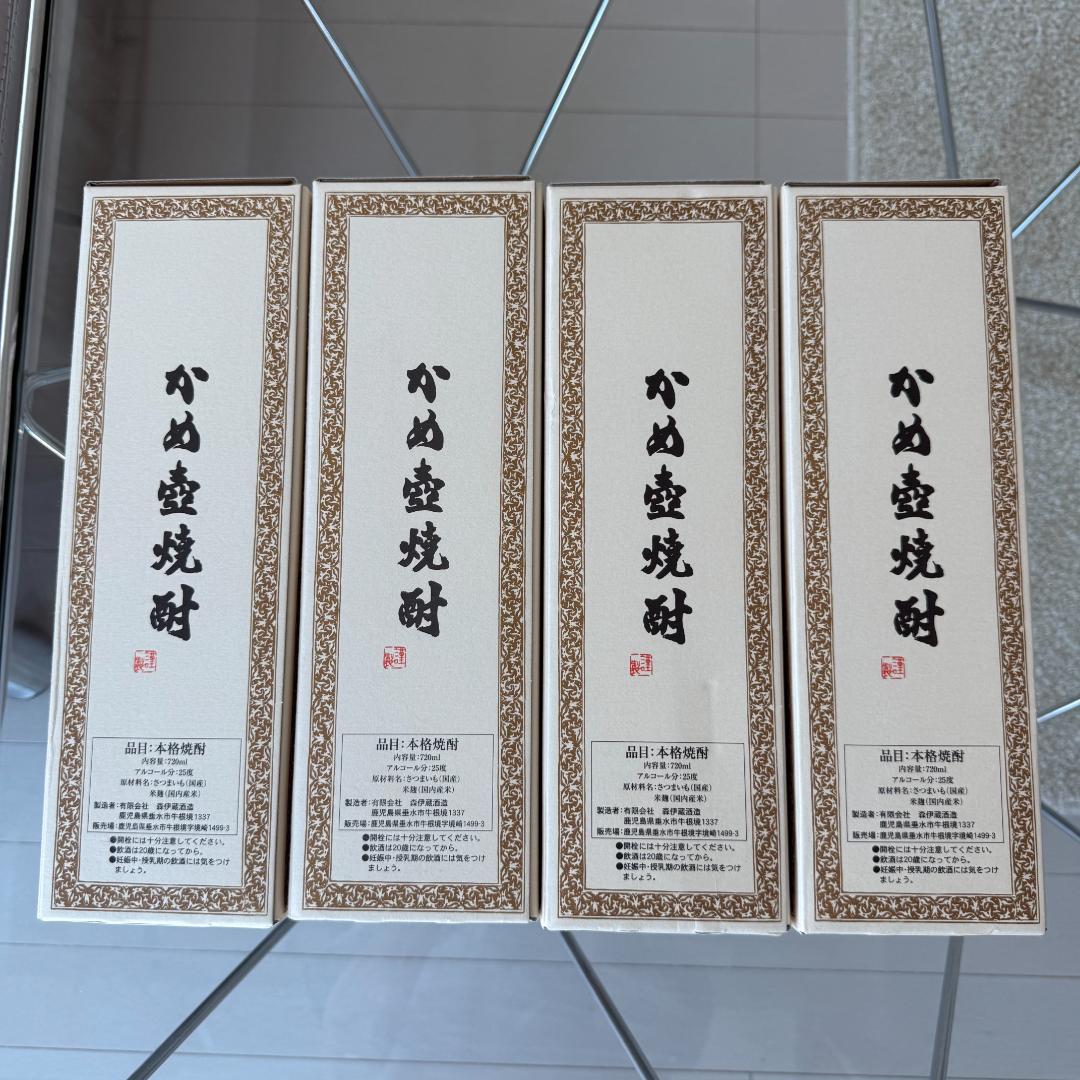 かめ壺焼酎
謹製
品目：本格焼酎
内容量：720ml
アルコール分：25度
原材料名：さつまいも（国産）
米麹（国内産米）
製造者：有限会社　森伊蔵酒造
鹿児島県垂水市牛根境1337
販売場：鹿児島県垂水市牛根境字境崎1499-3
●開栓には十分注意してください。
●飲酒は20歳になってから。
●妊娠中・授乳期の飲酒には気をつけ
ましょう。
かめ壺焼酎
謹製
品目：本格焼酎
内容量：720ml
アルコール分：25度
原材料名：さつまいも（国産）
米麹（国内産米）
製造者：有限会社　森伊蔵酒造
鹿児島県垂水市牛根境1337
販売場：鹿児島県垂水市牛根境字境崎1499-3
●開栓には十分注意してください。
●飲酒は20歳になってから。
●妊娠中・授乳期の飲酒には気をつけ
ましょう。
かめ壺焼酎
謹製
品目：本格焼酎
内容量：720ml
アルコール分：25度
原材料名：さつまいも（国産）
米麹（国内産米）
製造者：有限会社　森伊蔵酒造
鹿児島県垂水市牛根境1337
販売場：鹿児島県垂水市牛根境字境崎1499-3
●開栓には十分注意してください。
●飲酒は20歳になってから。
●妊娠中・授乳期の飲酒には気をつけ
ましょう。
かめ壺焼酎
謹製
品目：本格焼酎
内容量：720ml
アルコール分：25度
原材料名：さつまいも（国産）
米麹（国内産米）
製造者：有限会社　森伊蔵酒造
鹿児島県垂水市牛根境1337
販売場：鹿児島県垂水市牛根境字境崎1499-3
●開栓には十分注意してください。
●飲酒は20歳になってから。
●妊娠中・授乳期の飲酒には気をつけ
ましょう。